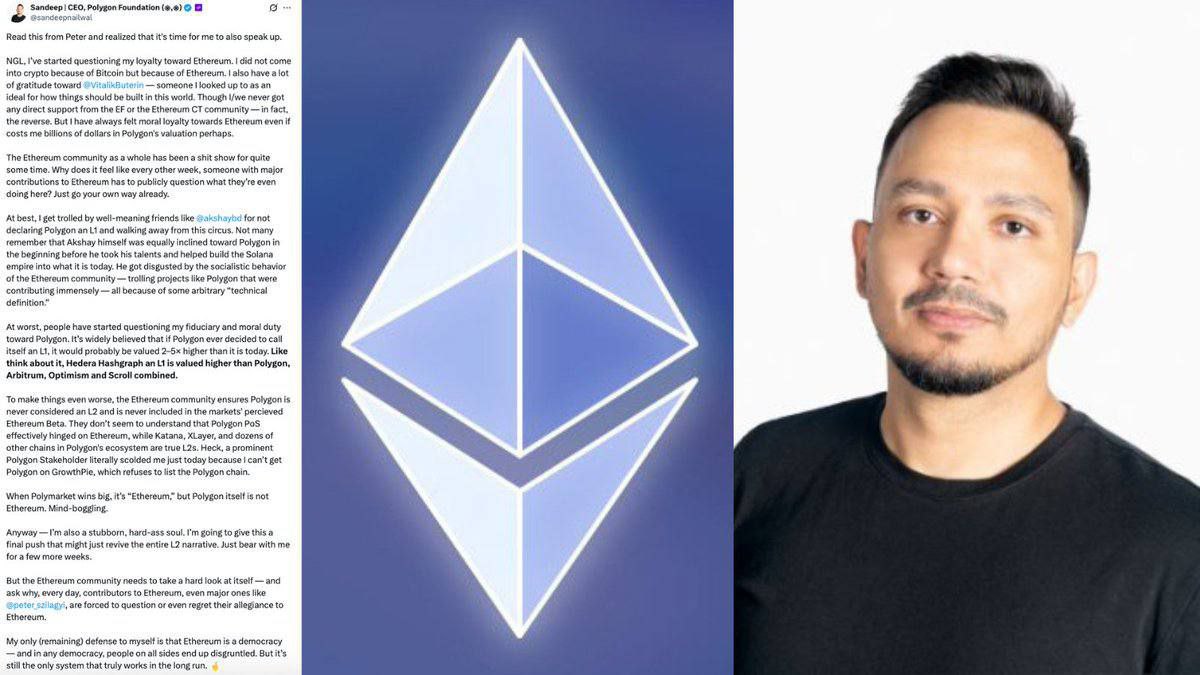 Sandeep | CEO, Polygon Foundation (※,※)
@sandeepnailwal
Read this from Peter and realized that it's time for me to also speak up.
NGL, I've started questioning my loyalty toward Ethereum. I did not come
into crypto because of Bitcoin but because of Ethereum. I also have a lot
of gratitude toward @VitalikButerin — someone I looked up to as an
ideal for how things should be built in this world. Though I/we never got
any direct support from the EF or the Ethereum CT community — in fact,
the reverse. But I have always felt moral loyalty towards Ethereum even if
costs me billions of dollars in Polygon's valuation perhaps.
The Ethereum community as a whole has been a shit show for quite
some time. Why does it feel like every other week, someone with major
contributions to Ethereum has to publicly question what they're even
doing here? Just go your own way already.
At best, I get trolled by well-meaning friends like @akshaybd for not
declaring Polygon an L1 and walking away from this circus. Not many
remember that Akshay himself was equally inclined toward Polygon in
the beginning before he took his talents and helped build the Solana
empire into what it is today. He got disgusted by the socialistic behavior
of the Ethereum community — trolling projects like Polygon that were
contributing immensely — all because of some arbitrary "technical
definition."
At worst, people have started questioning my fiduciary and moral duty
toward Polygon. It's widely believed that if Polygon ever decided to call
itself an L1, it would probably be valued 2–5× higher than it is today. Like
think about it, Hedera Hashgraph an L1 is valued higher than Polygon,
Arbitrum, Optimism and Scroll combined.
To make things even worse, the Ethereum community ensures Polygon is
never considered an L2 and is never included in the markets' percieved
Ethereum Beta. They don't seem to understand that Polygon PoS
effectively hinged on Ethereum, while Katana, XLayer, and dozens of
other chains in Polygon's ecosystem are true L2s. Heck, a prominent
Polygon Stakeholder literally scolded me just today because I can't get
Polygon on GrowthPie, which refuses to list the Polygon chain.
When Polymarket wins big, it's "Ethereum," but Polygon itself is not
Ethereum. Mind-boggling.
Anyway — I'm also a stubborn, hard-ass soul. I'm going to give this a
final push that might just revive the entire L2 narrative. Just bear with me
for a few more weeks.
But the Ethereum community needs to take a hard look at itself — and
ask why, every day, contributors to Ethereum, even major ones like
@peter_szilagyi, are forced to question or even regret their allegiance to
Ethereum.
My only (remaining) defense to myself is that Ethereum is a democracy
— and in any democracy, people on all sides end up disgruntled. But it's
still the only system that truly works in the long run. 🤞